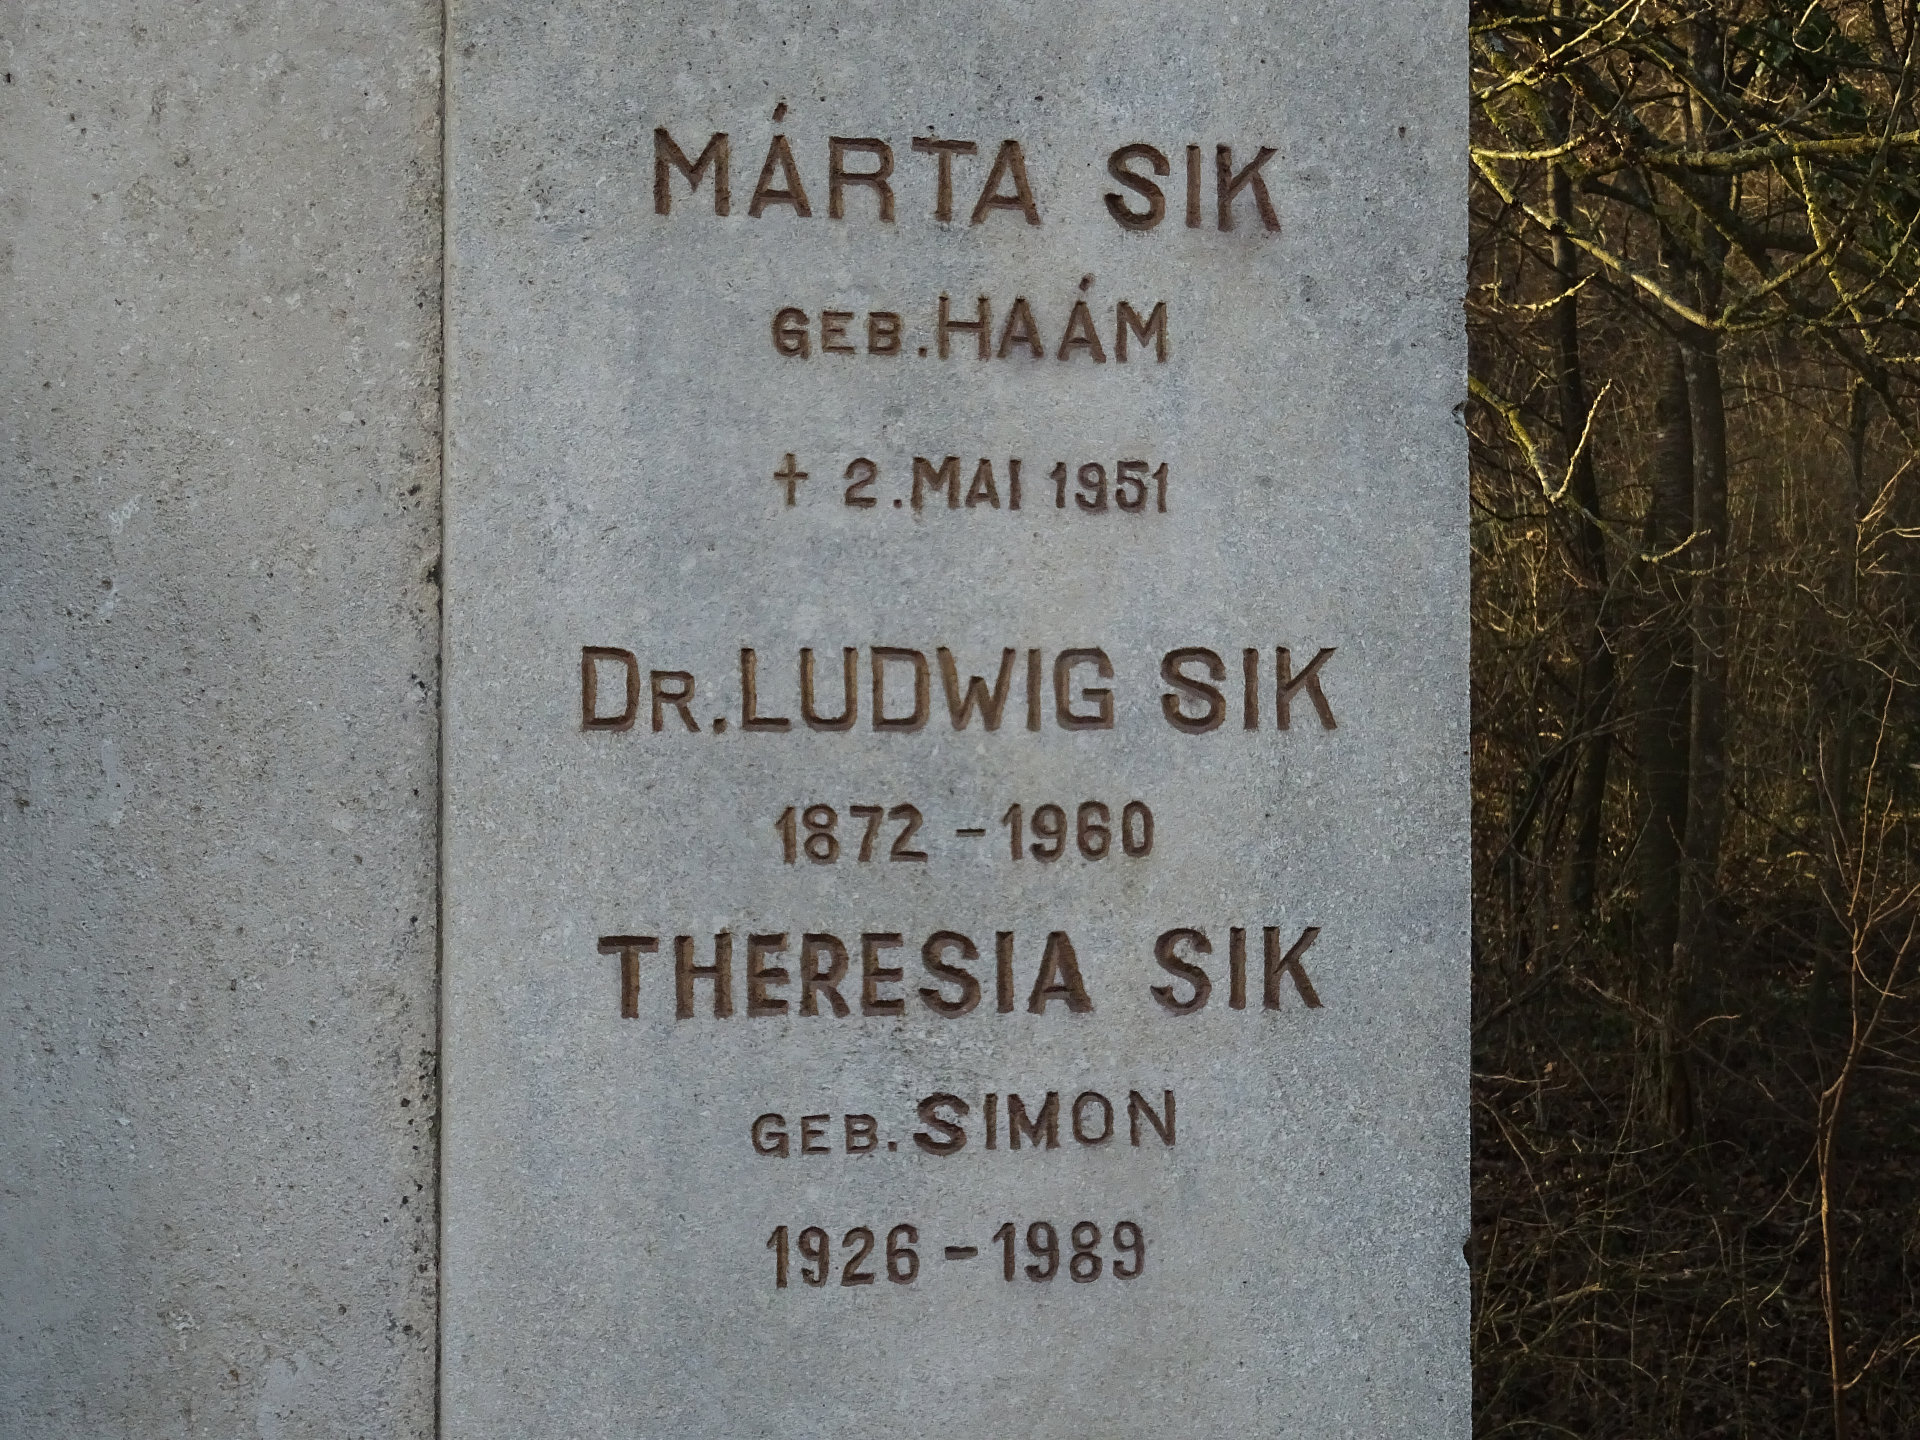 MÁRTA SIK
GEB. HAÁM
† 2. MAI 1951
DR. LUDWIG SIK
1872 - 1960
THERESIA SIK
GEB. SIMON
1926 - 1989